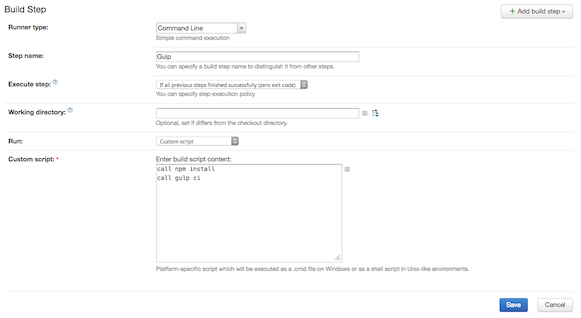 Build Step
+ Add build step »
Runner type:
Command Line
Simple command execution
Step name:
Gulp
You can specify a build step name to distinguish it from other steps.
Execute step:
If all previous steps finished successfully (zero exit code)
You can specify step execution policy
Working directory:
Optional, set if differs from the checkout directory.
Run:
Custom script
Custom script: *
Enter build script content:
call npm install
call gulp ci
Platform-specific script which will be executed as a .cmd file on Windows or as a shell script in Unix-like environments.
Save
Cancel